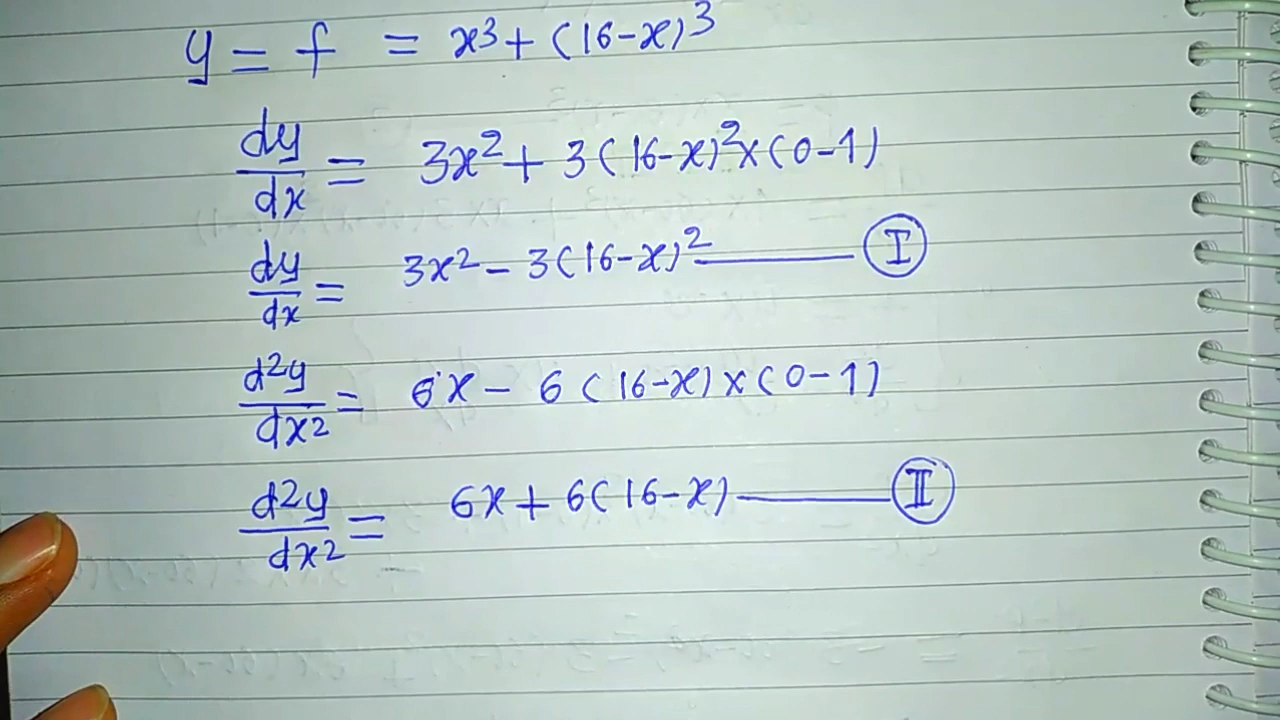 y = f = x³ + (16-x)³
dy/dx = 3x² + 3(16-x)² x (0-1)
dy/dx = 3x² - 3(16-x)² ——— I
d²y/dx² = 6x - 6(16-x) x (0-1)
d²y/dx² = 6x + 6(16-x) ——— II